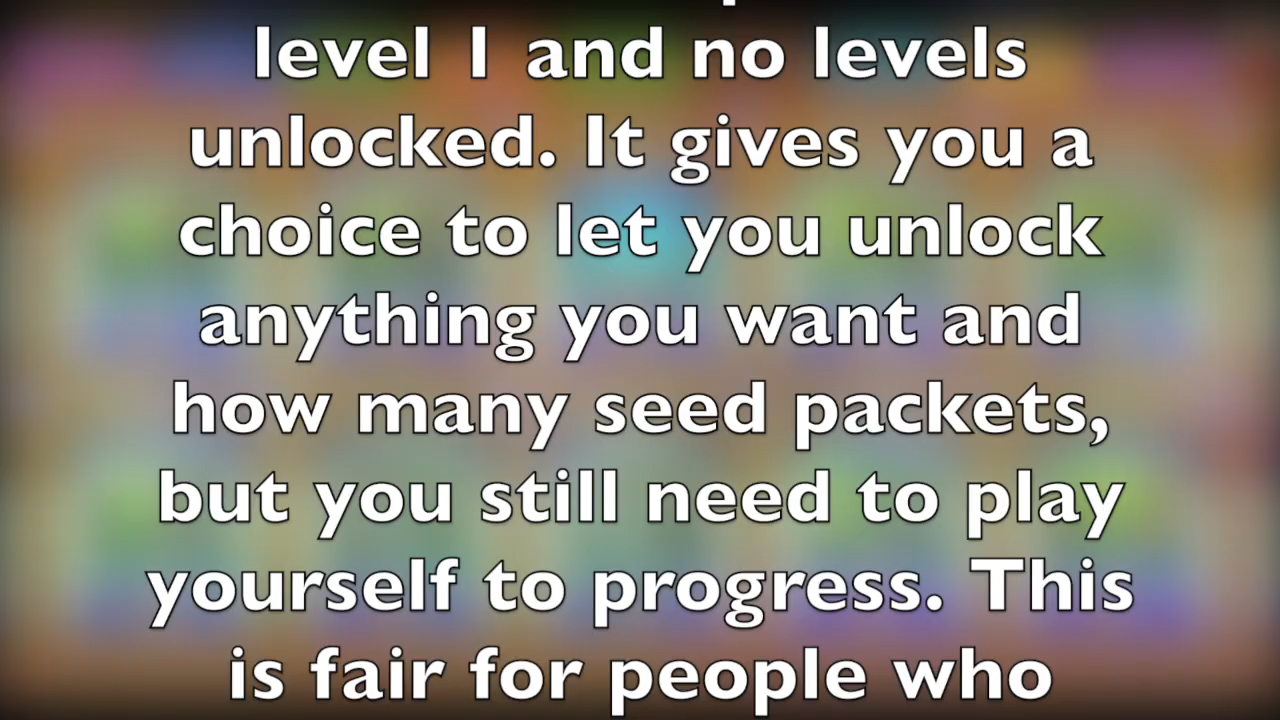 level 1 and no levels
unlocked. It gives you a
choice to let you unlock
anything you want and
how many seed packets,
but you still need to play
yourself to progress. This
is fair for people who